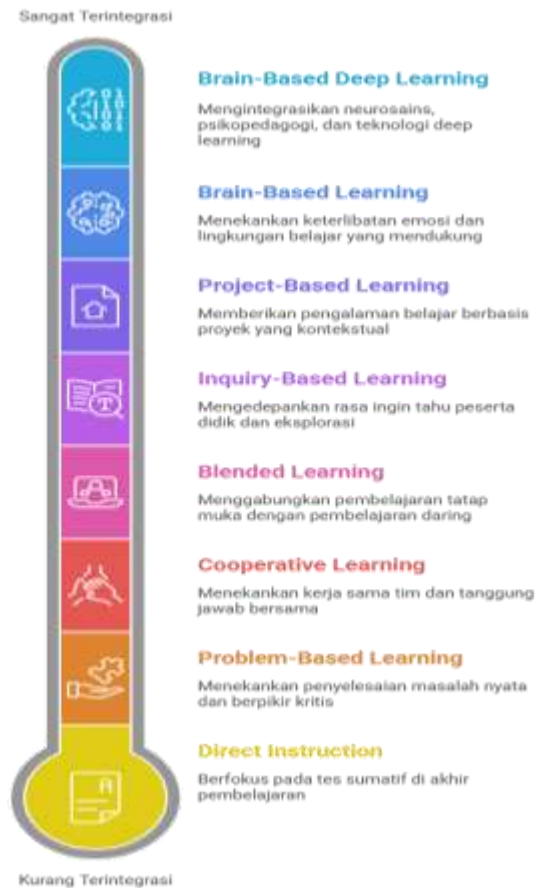 Sangat Terintegrasi
Brain-Based Deep Learning
Mengintegrasikan neurosains,
psikopedagogi, dan teknologi deep
learning
Brain-Based Learning
Menekankan keterlibatan emosi dan
lingkungan belajar yang mendukung
Project-Based Learning
Memberikan pengalaman belajar berbasis
proyek yang kontekstual
Inquiry-Based Learning
Mengedepankan rasa ingin tahu peserta
didik dan eksplorasi
Blended Learning
Menggabungkan pembelajaran tatap
muka dengan pembelajaran daring
Cooperative Learning
Menekankan kerja sama tim dan tanggung
jawab bersama
Problem-Based Learning
Menekankan penyelesaian masalah nyata
dan berpikir kritis
Direct Instruction
Berfokus pada tes sumatif di akhir
pembelajaran
Kurang Terintegrasi